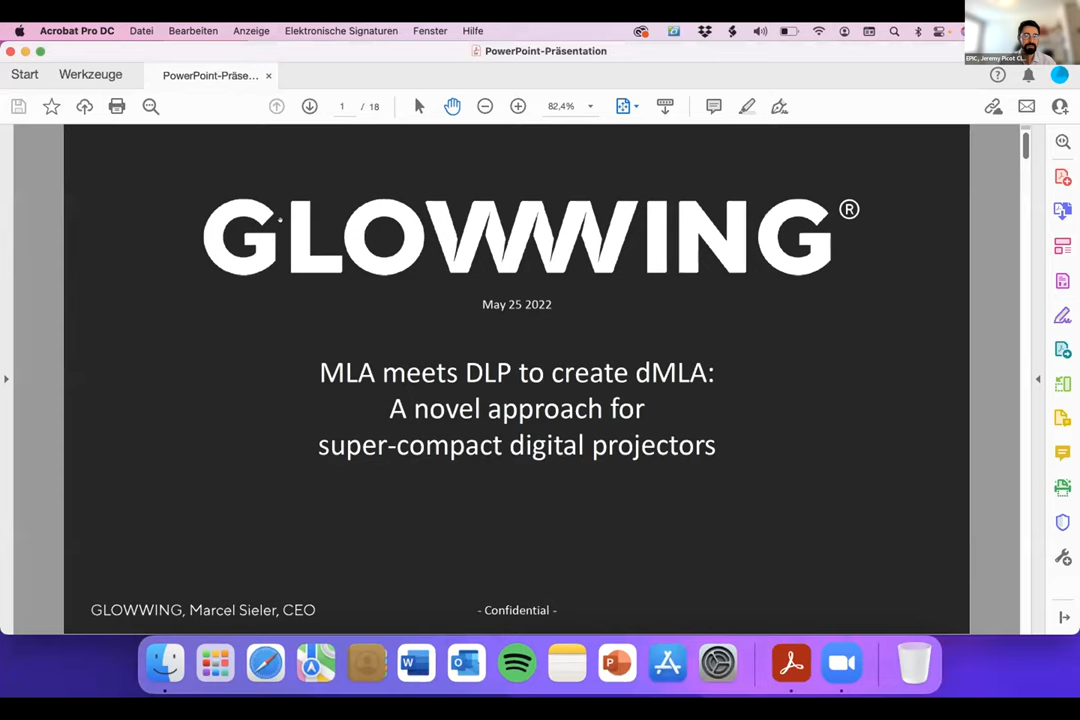 Acrobat Pro DC Datei Bearbeiten Anzeige Elektronische Signaturen Fenster Hilfe
PowerPoint-Präsentation
EPIC, Jeremy Picot Cl...
Start Werkzeuge PowerPoint-Präse... ×
1 / 18 82,4%
GLOWWING®
May 25 2022
MLA meets DLP to create dMLA:
A novel approach for
super-compact digital projectors
GLOWWING, Marcel Sieler, CEO - Confidential -